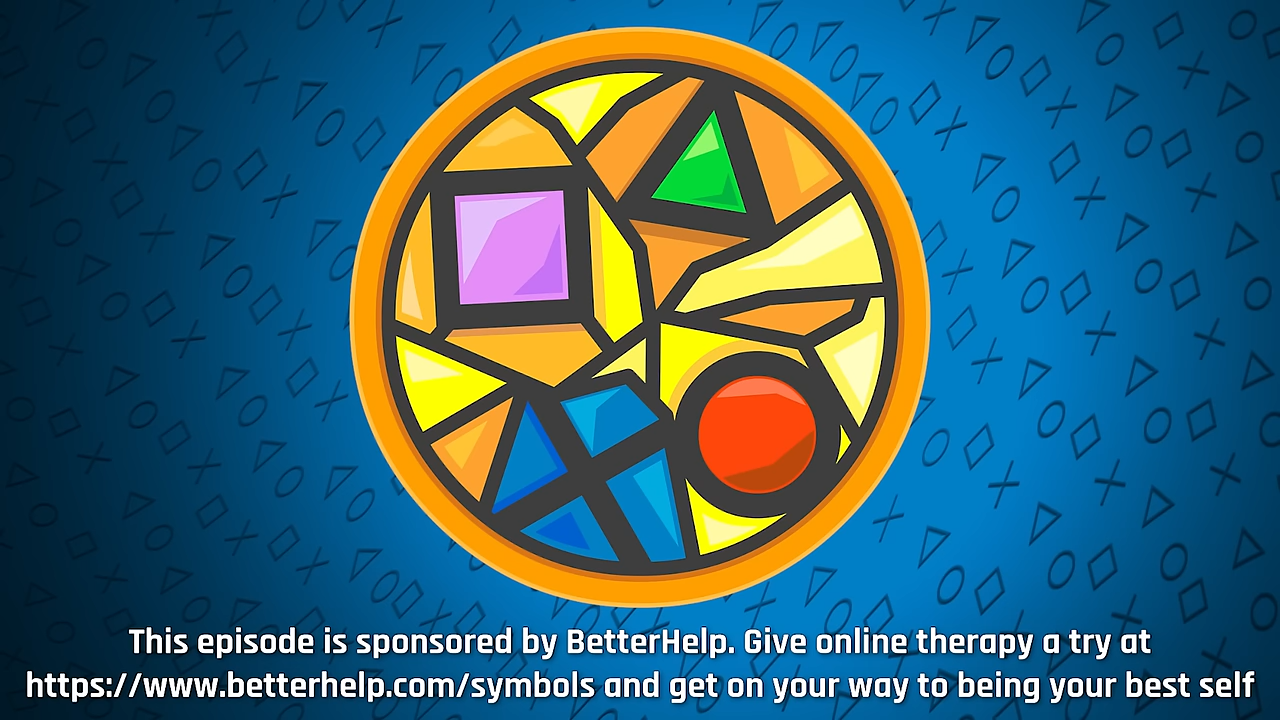 This episode is sponsored by BetterHelp. Give online therapy a try at
https://www.betterhelp.com/symbols and get on your way to being your best self